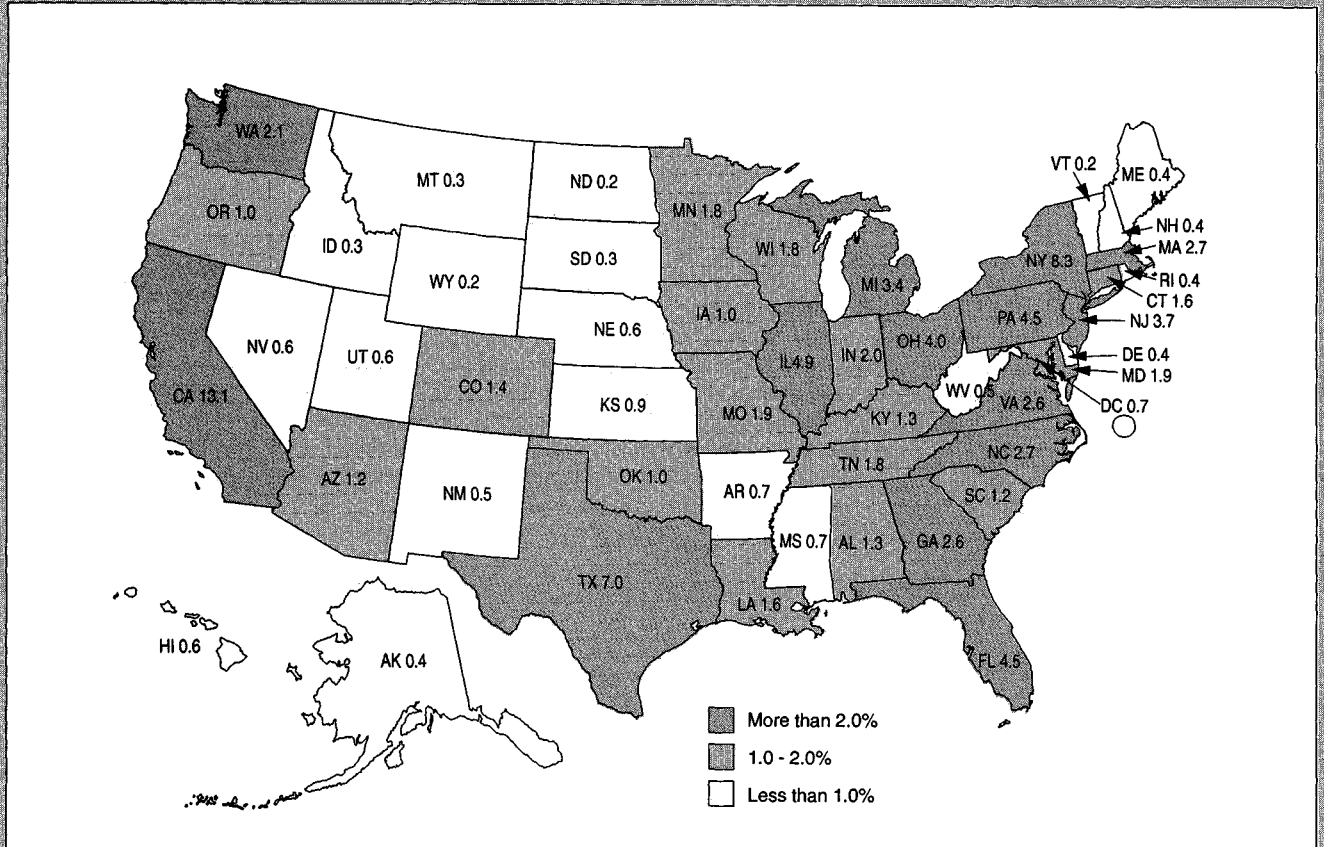 WA 2.1
MT 0.3
ND 0.2
MN 1.8
VT 0.2
ME 0.4
OR 1.0
ID 0.3
SD 0.3
WI 1.8
NH 0.4
MA 2.7
WY 0.2
MI 3.4
NY 8.3
RI 0.4
CT 1.6
NV 0.6
UT 0.6
NE 0.6
IA 1.0
PA 4.5
NJ 3.7
CA 13.1
CO 1.4
KS 0.9
MO 1.9
IL4.9
IN 2.0
OH 4.0
WV 0.5
DE 0.4
MD 1.9
VA 2.6
DC 0.7
KY 1.3
AZ 1.2
NM 0.5
OK 1.0
AR 0.7
TN 1.8
NC 2.7
SC 1.2
MS 0.7
AL 1.3
GA 2.6
TX 7.0
LA 1.6
HI 0.6
AK 0.4
FL 4.5
More than 2.0%
1.0 - 2.0%
Less than 1.0%